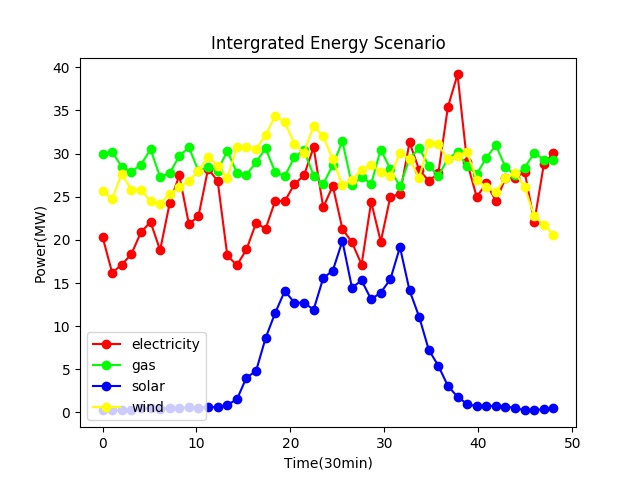 Intergrated Energy Scenario
Power(MW)
40
35
30
25
20
15
10
5
0
electricity
gas
solar
wind
0 10 20 30 40 50
Time(30min)